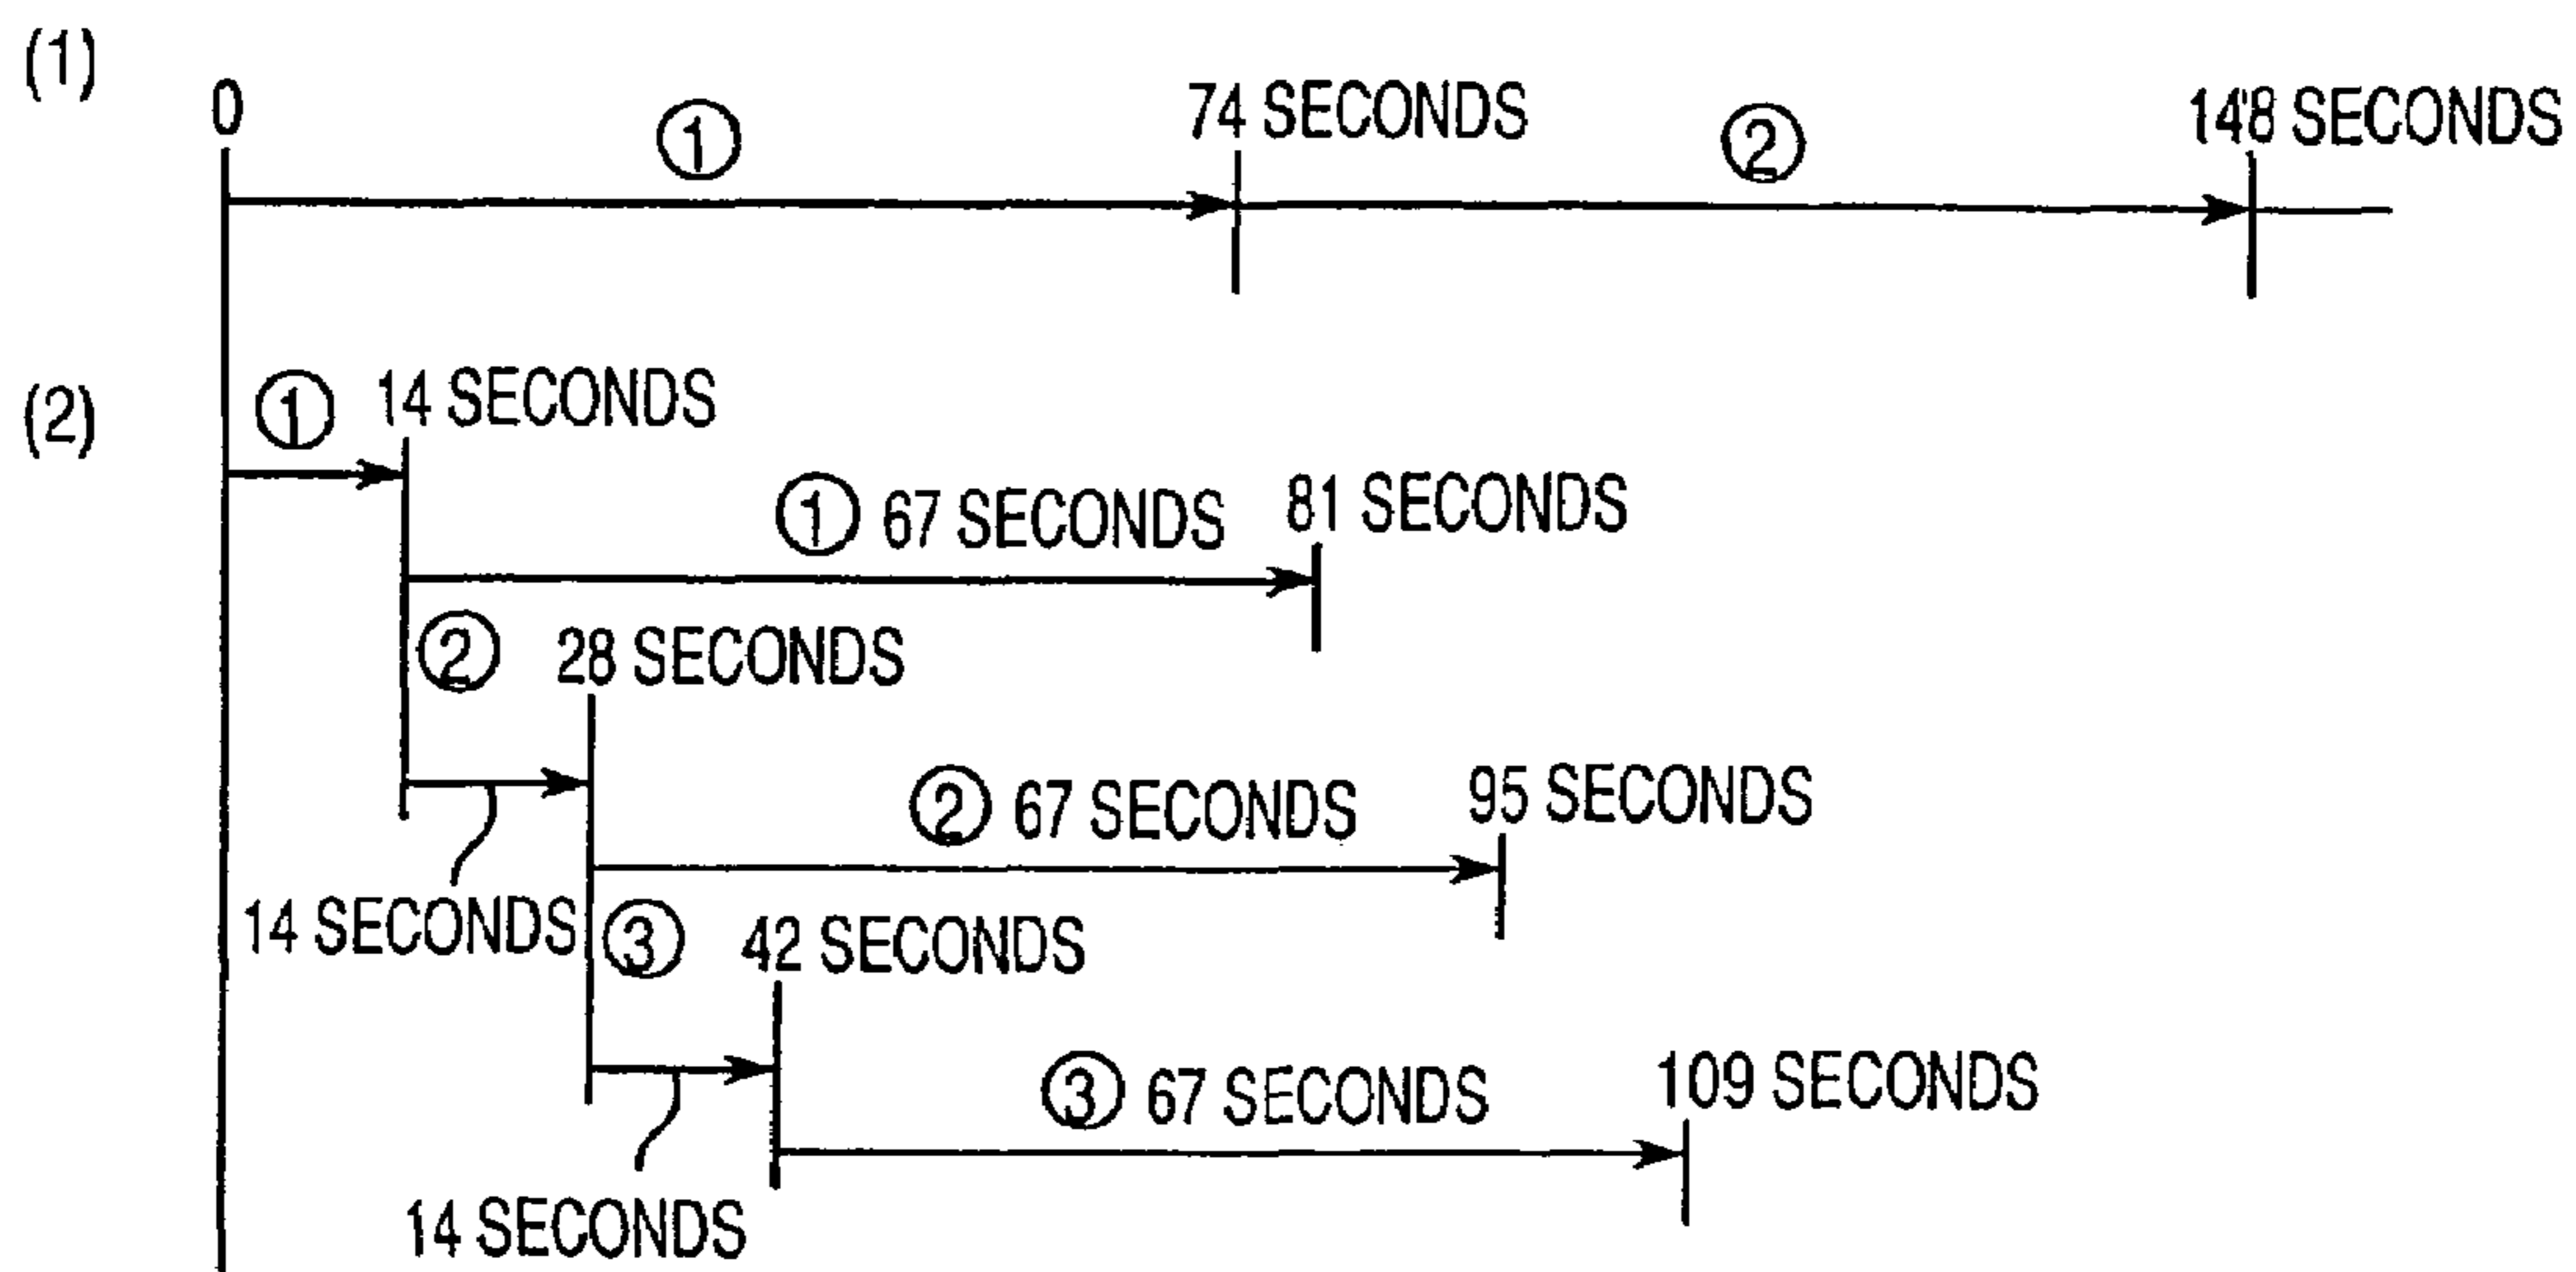 (1)
0
①
74 SECONDS
②
148 SECONDS
(2)
①
14 SECONDS
① 67 SECONDS
81 SECONDS
②
28 SECONDS
14 SECONDS
② 67 SECONDS
95 SECONDS
③
42 SECONDS
14 SECONDS
③ 67 SECONDS
109 SECONDS